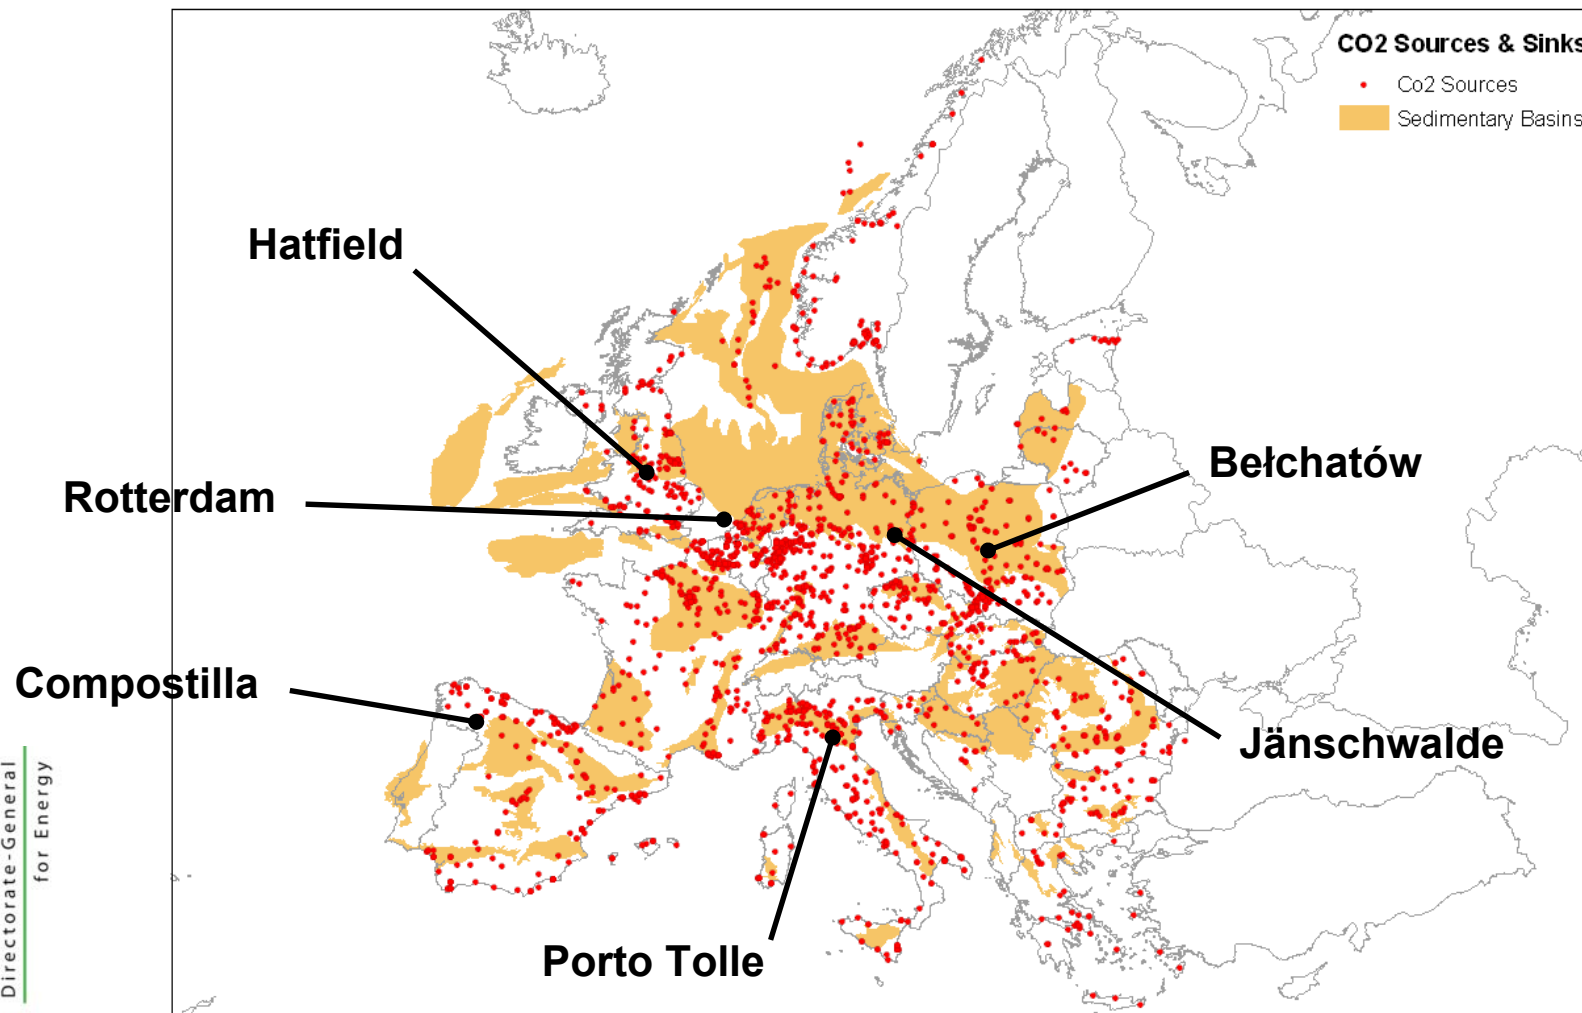 CO2 Sources & Sinks
Co2 Sources
Sedimentary Basins
Hatfield
Rotterdam
Bełchatów
Compostilla
Jänschwalde
Porto Tolle
Directorate-General
for Energy